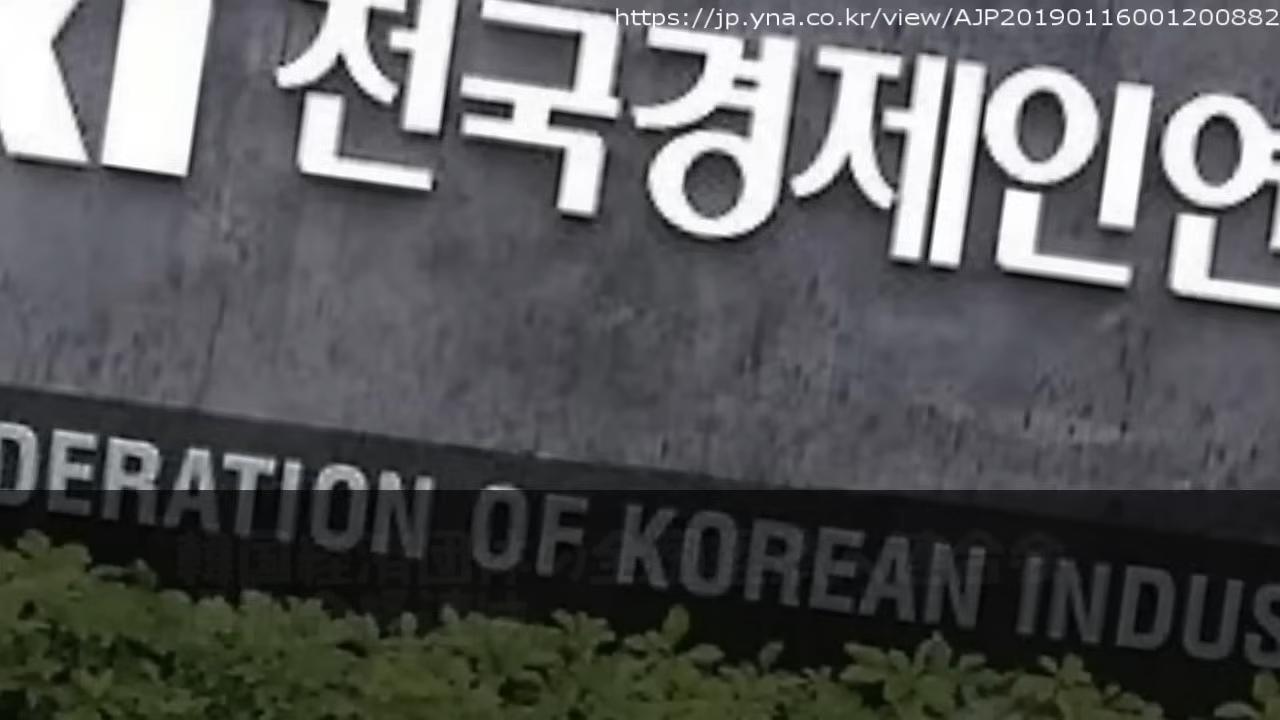 https://jp.yna.co.kr/view/AJP20190116001200882
KI 전국경제인연
DERATION OF KOREAN INDUS